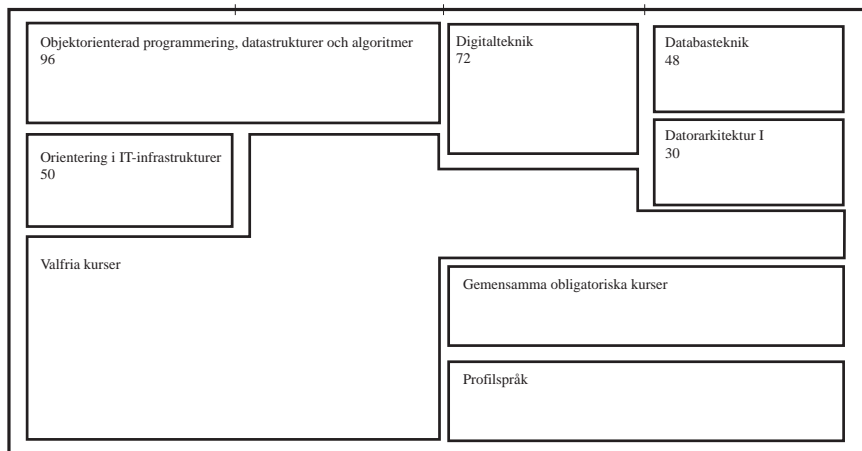 Objektorienterad programmering, datastrukturer och algoritmer
96
Digitalteknik
72
Databasteknik
48
Datorarkitektur I
30
Orientering i IT-infrastrukturer
50
Valfria kurser
Gemensamma obligatoriska kurser
Profilspråk